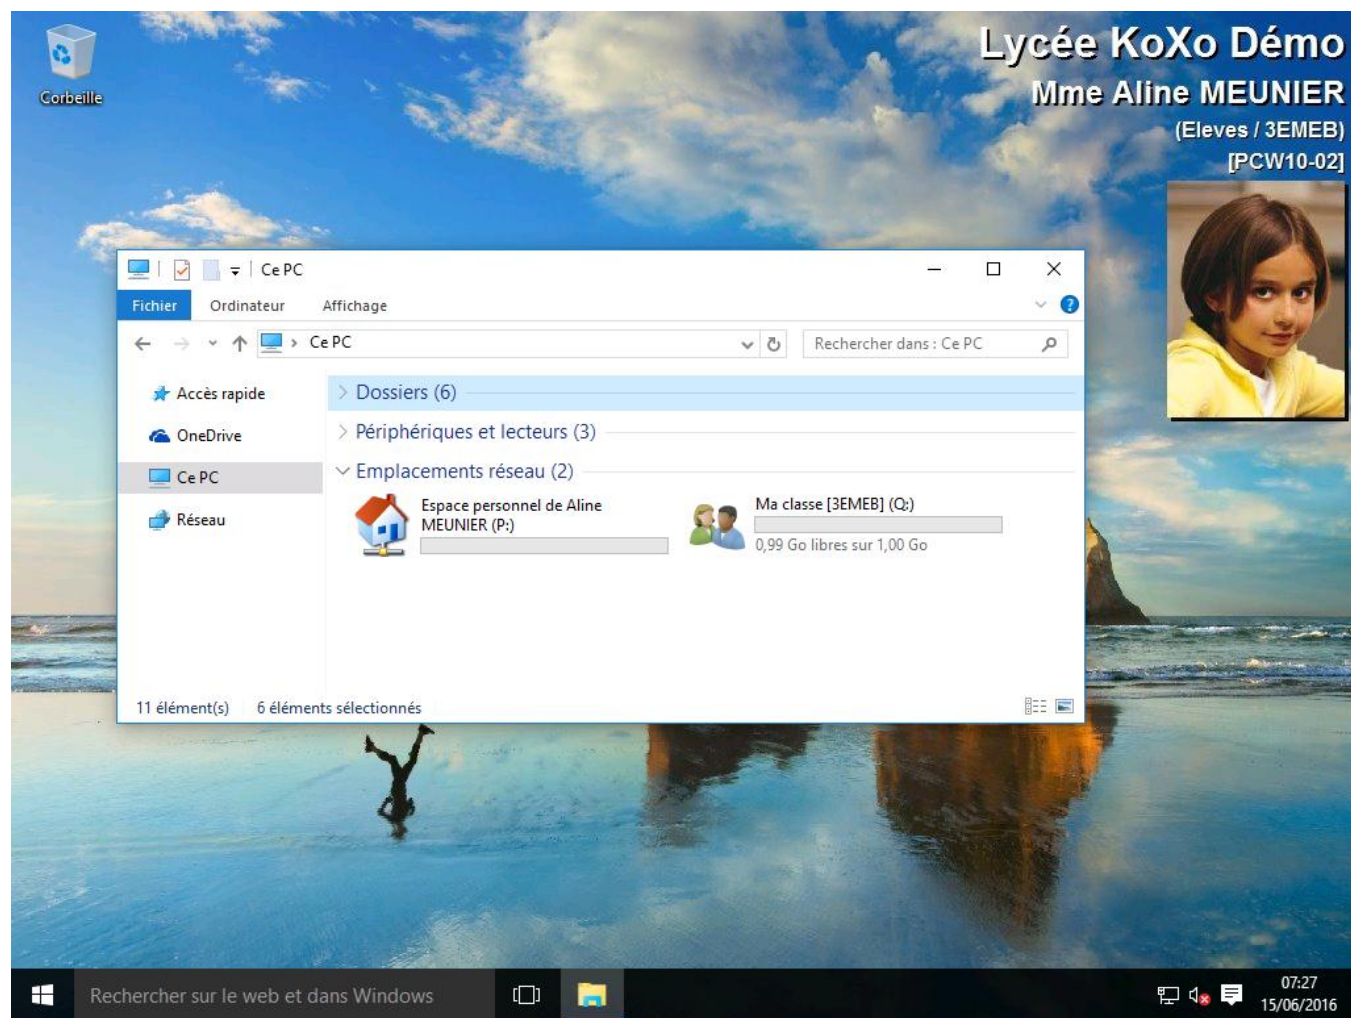 Corbeille
Lycée KoXo Démo
Mme Aline MEUNIER
(Eleves / 3EMEB)
[PCW10-02]
Ce PC
Fichier Ordinateur Affichage
Ce PC
Rechercher dans : Ce PC
Accès rapide
OneDrive
Ce PC
Réseau
Dossiers (6)
Périphériques et lecteurs (3)
Emplacements réseau (2)
Espace personnel de Aline
MEUNIER (P:)
Ma classe [3EMEB] (Q:)
0,99 Go libres sur 1,00 Go
11 élément(s) 6 éléments sélectionnés
Rechercher sur le web et dans Windows
07:27
15/06/2016